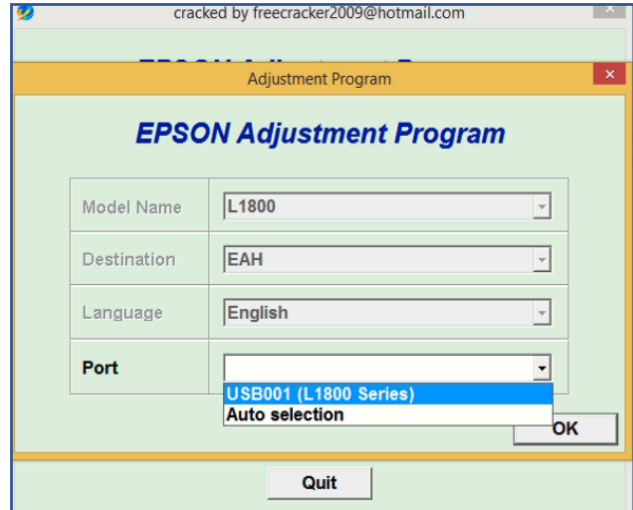 cracked by freecracker2009@hotmail.com
Adjustment Program
EPSON Adjustment Program
Model Name L1800
Destination EAH
Language English
Port
USB001 (L1800 Series)
Auto selection
OK
Quit